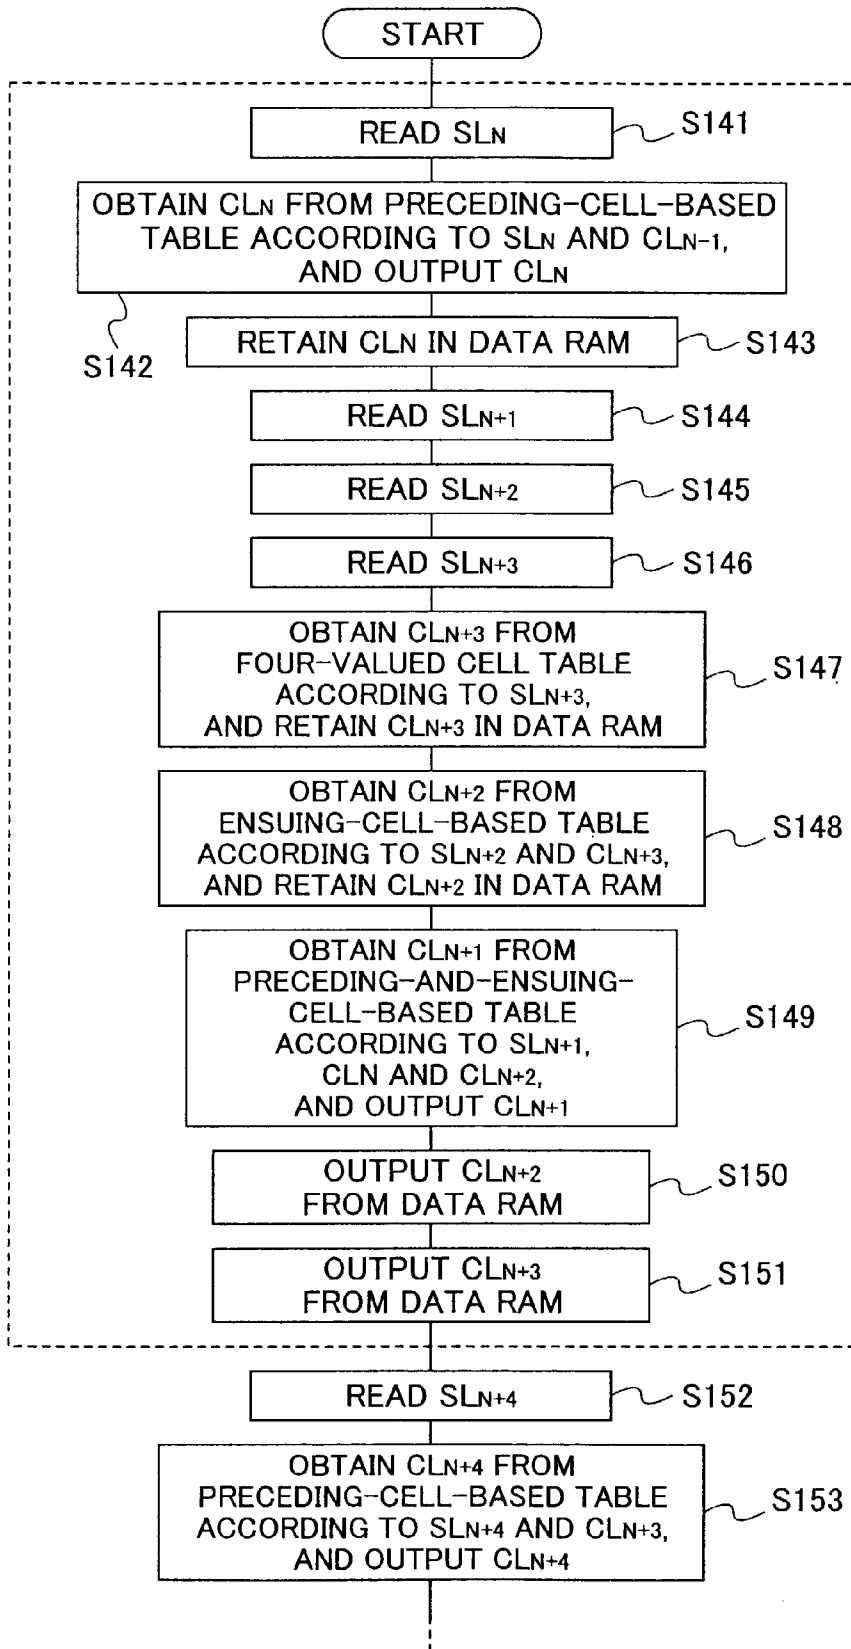 START
READ SLN
S141
OBTAIN CLN FROM PRECEDING-CELL-BASED
TABLE ACCORDING TO SLN AND CLN-1,
AND OUTPUT CLN
S142
RETAIN CLN IN DATA RAM
S143
READ SLN+1
S144
READ SLN+2
S145
READ SLN+3
S146
OBTAIN CLN+3 FROM
FOUR-VALUED CELL TABLE
ACCORDING TO SLN+3,
AND RETAIN CLN+3 IN DATA RAM
S147
OBTAIN CLN+2 FROM
ENSUING-CELL-BASED TABLE
ACCORDING TO SLN+2 AND CLN+3,
AND RETAIN CLN+2 IN DATA RAM
S148
OBTAIN CLN+1 FROM
PRECEDING-AND-ENSUING-
CELL-BASED TABLE
ACCORDING TO SLN+1,
CLN AND CLN+2,
AND OUTPUT CLN+1
S149
OUTPUT CLN+2
FROM DATA RAM
S150
OUTPUT CLN+3
FROM DATA RAM
S151
READ SLN+4
S152
OBTAIN CLN+4 FROM
PRECEDING-CELL-BASED TABLE
ACCORDING TO SLN+4 AND CLN+3,
AND OUTPUT CLN+4
S153